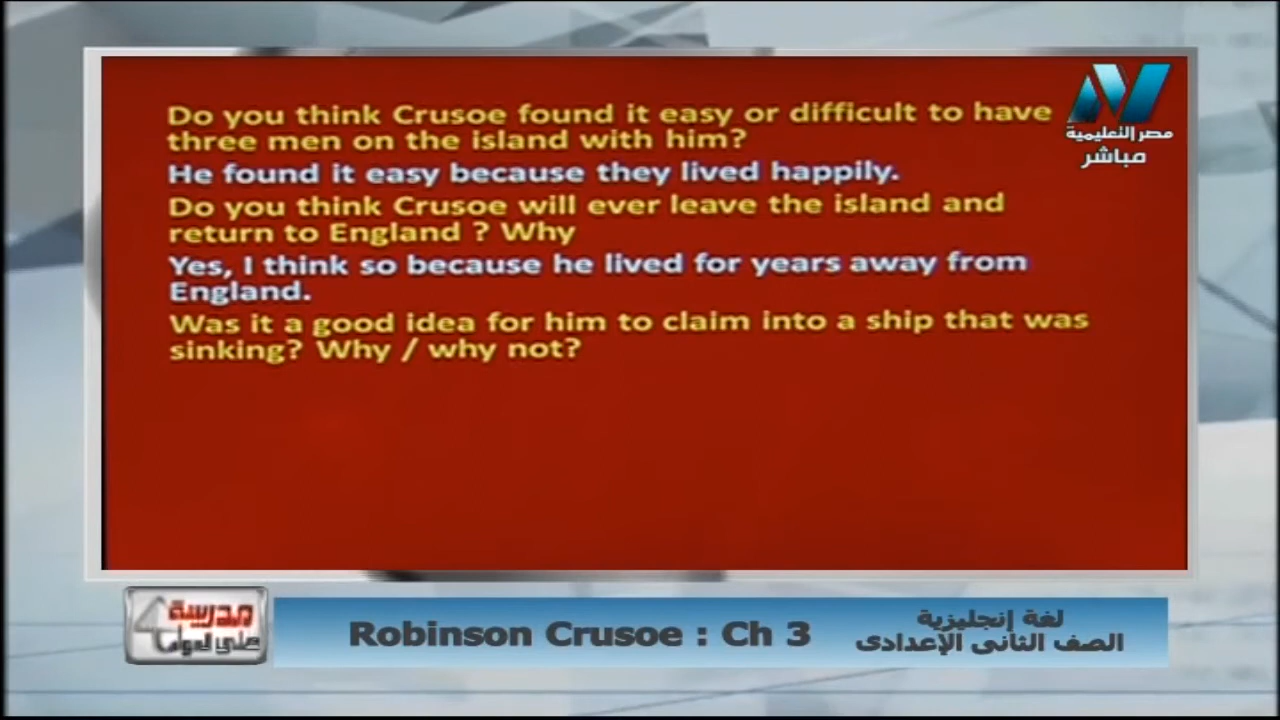 Do you think Crusoe found it easy or difficult to have
three men on the island with him?
He found it easy because they lived happily.
Do you think Crusoe will ever leave the island and
return to England ? Why
Yes, I think so because he lived for years away from
England.
Was it a good idea for him to claim into a ship that was
sinking? Why / why not?
مصر التعليمية
مباشر
مدرسة
على الهواء
Robinson Crusoe : Ch 3
لغة إنجليزية
الصف الثانى الإعدادى